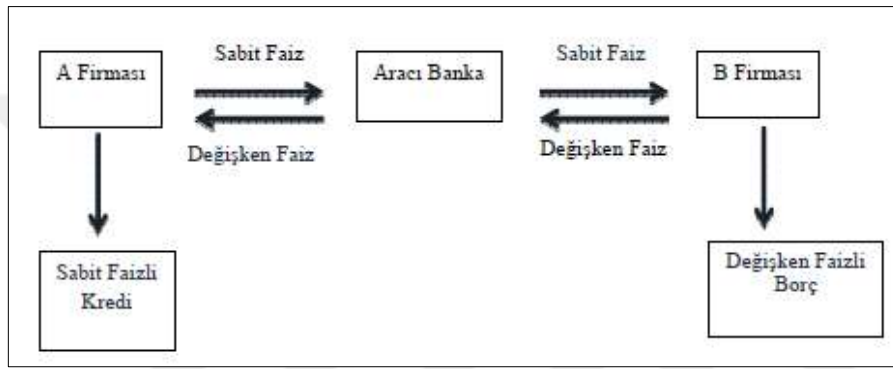 A Firması
Sabit Faiz
Aracı Banka
Sabit Faiz
B Firması
Değişken Faiz
Değişken Faiz
Sabit Faizli
Kredi
Değişken Faizli
Borç